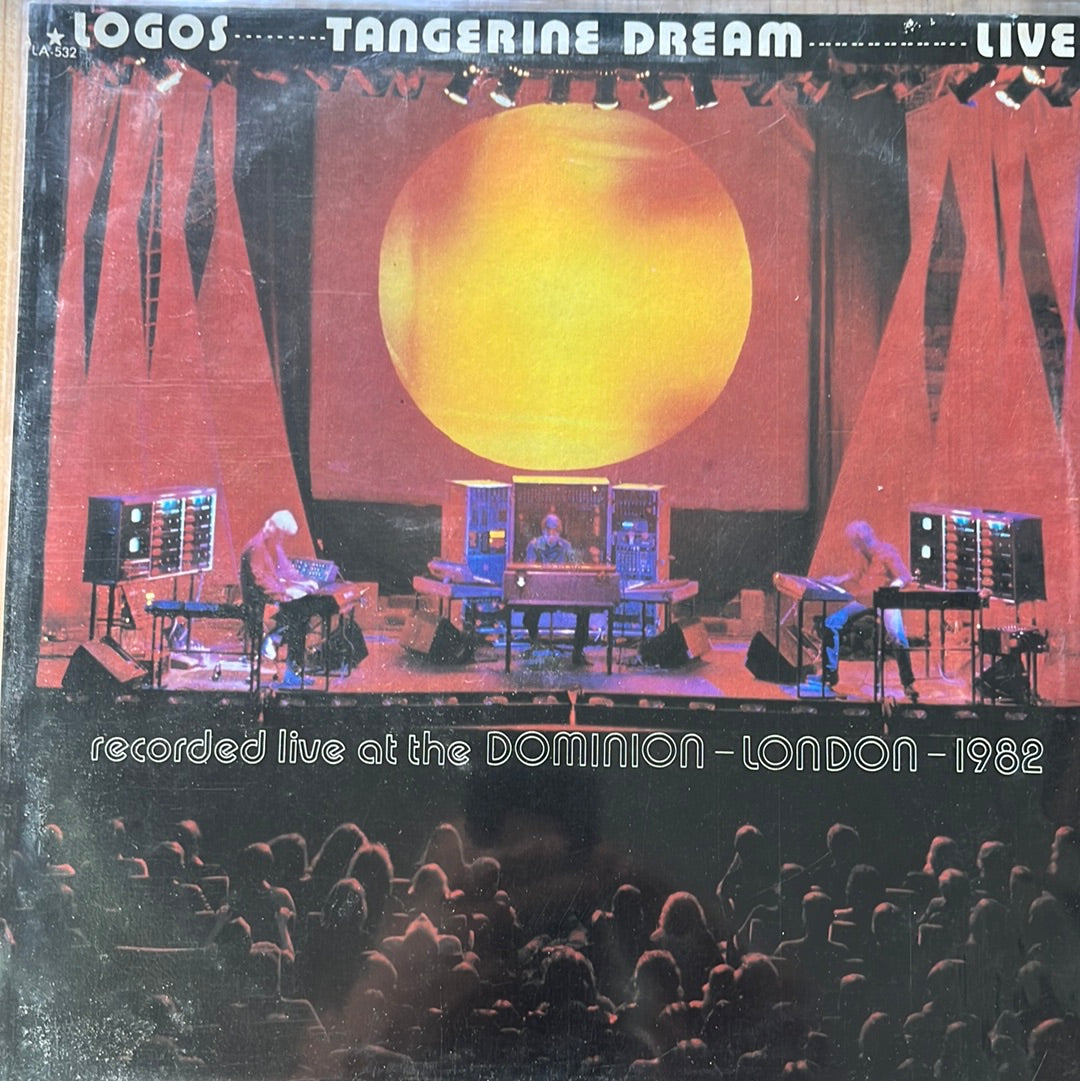 LOGOS TANGERINE DREAM LIVE
LA-532
recorded live at the DOMINION - LONDON - 1982